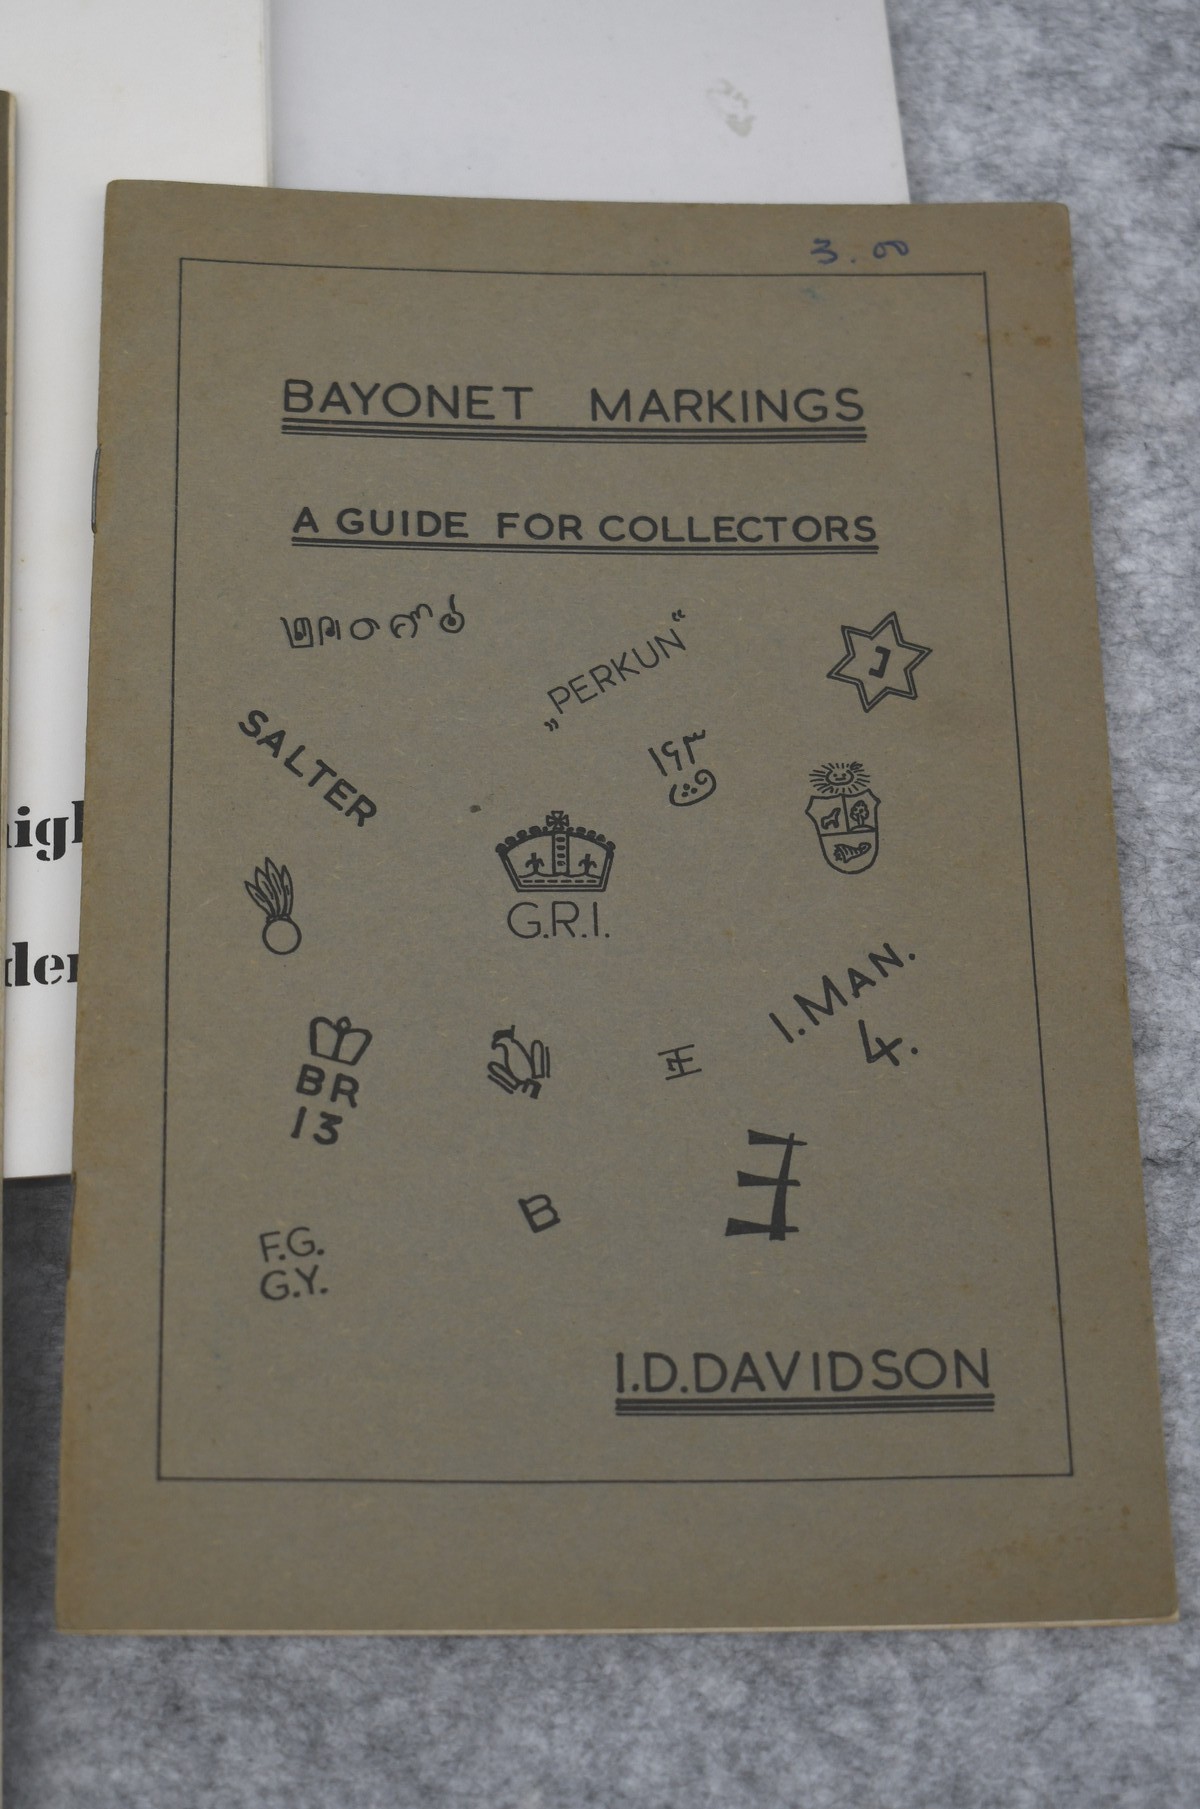 3.00
BAYONET MARKINGS
A GUIDE FOR COLLECTORS
„PERKUN“
SALTER
G.R.I.
I.MAN.
4.
BR
13
B
F.G.
G.Y.
I.D.DAVIDSON